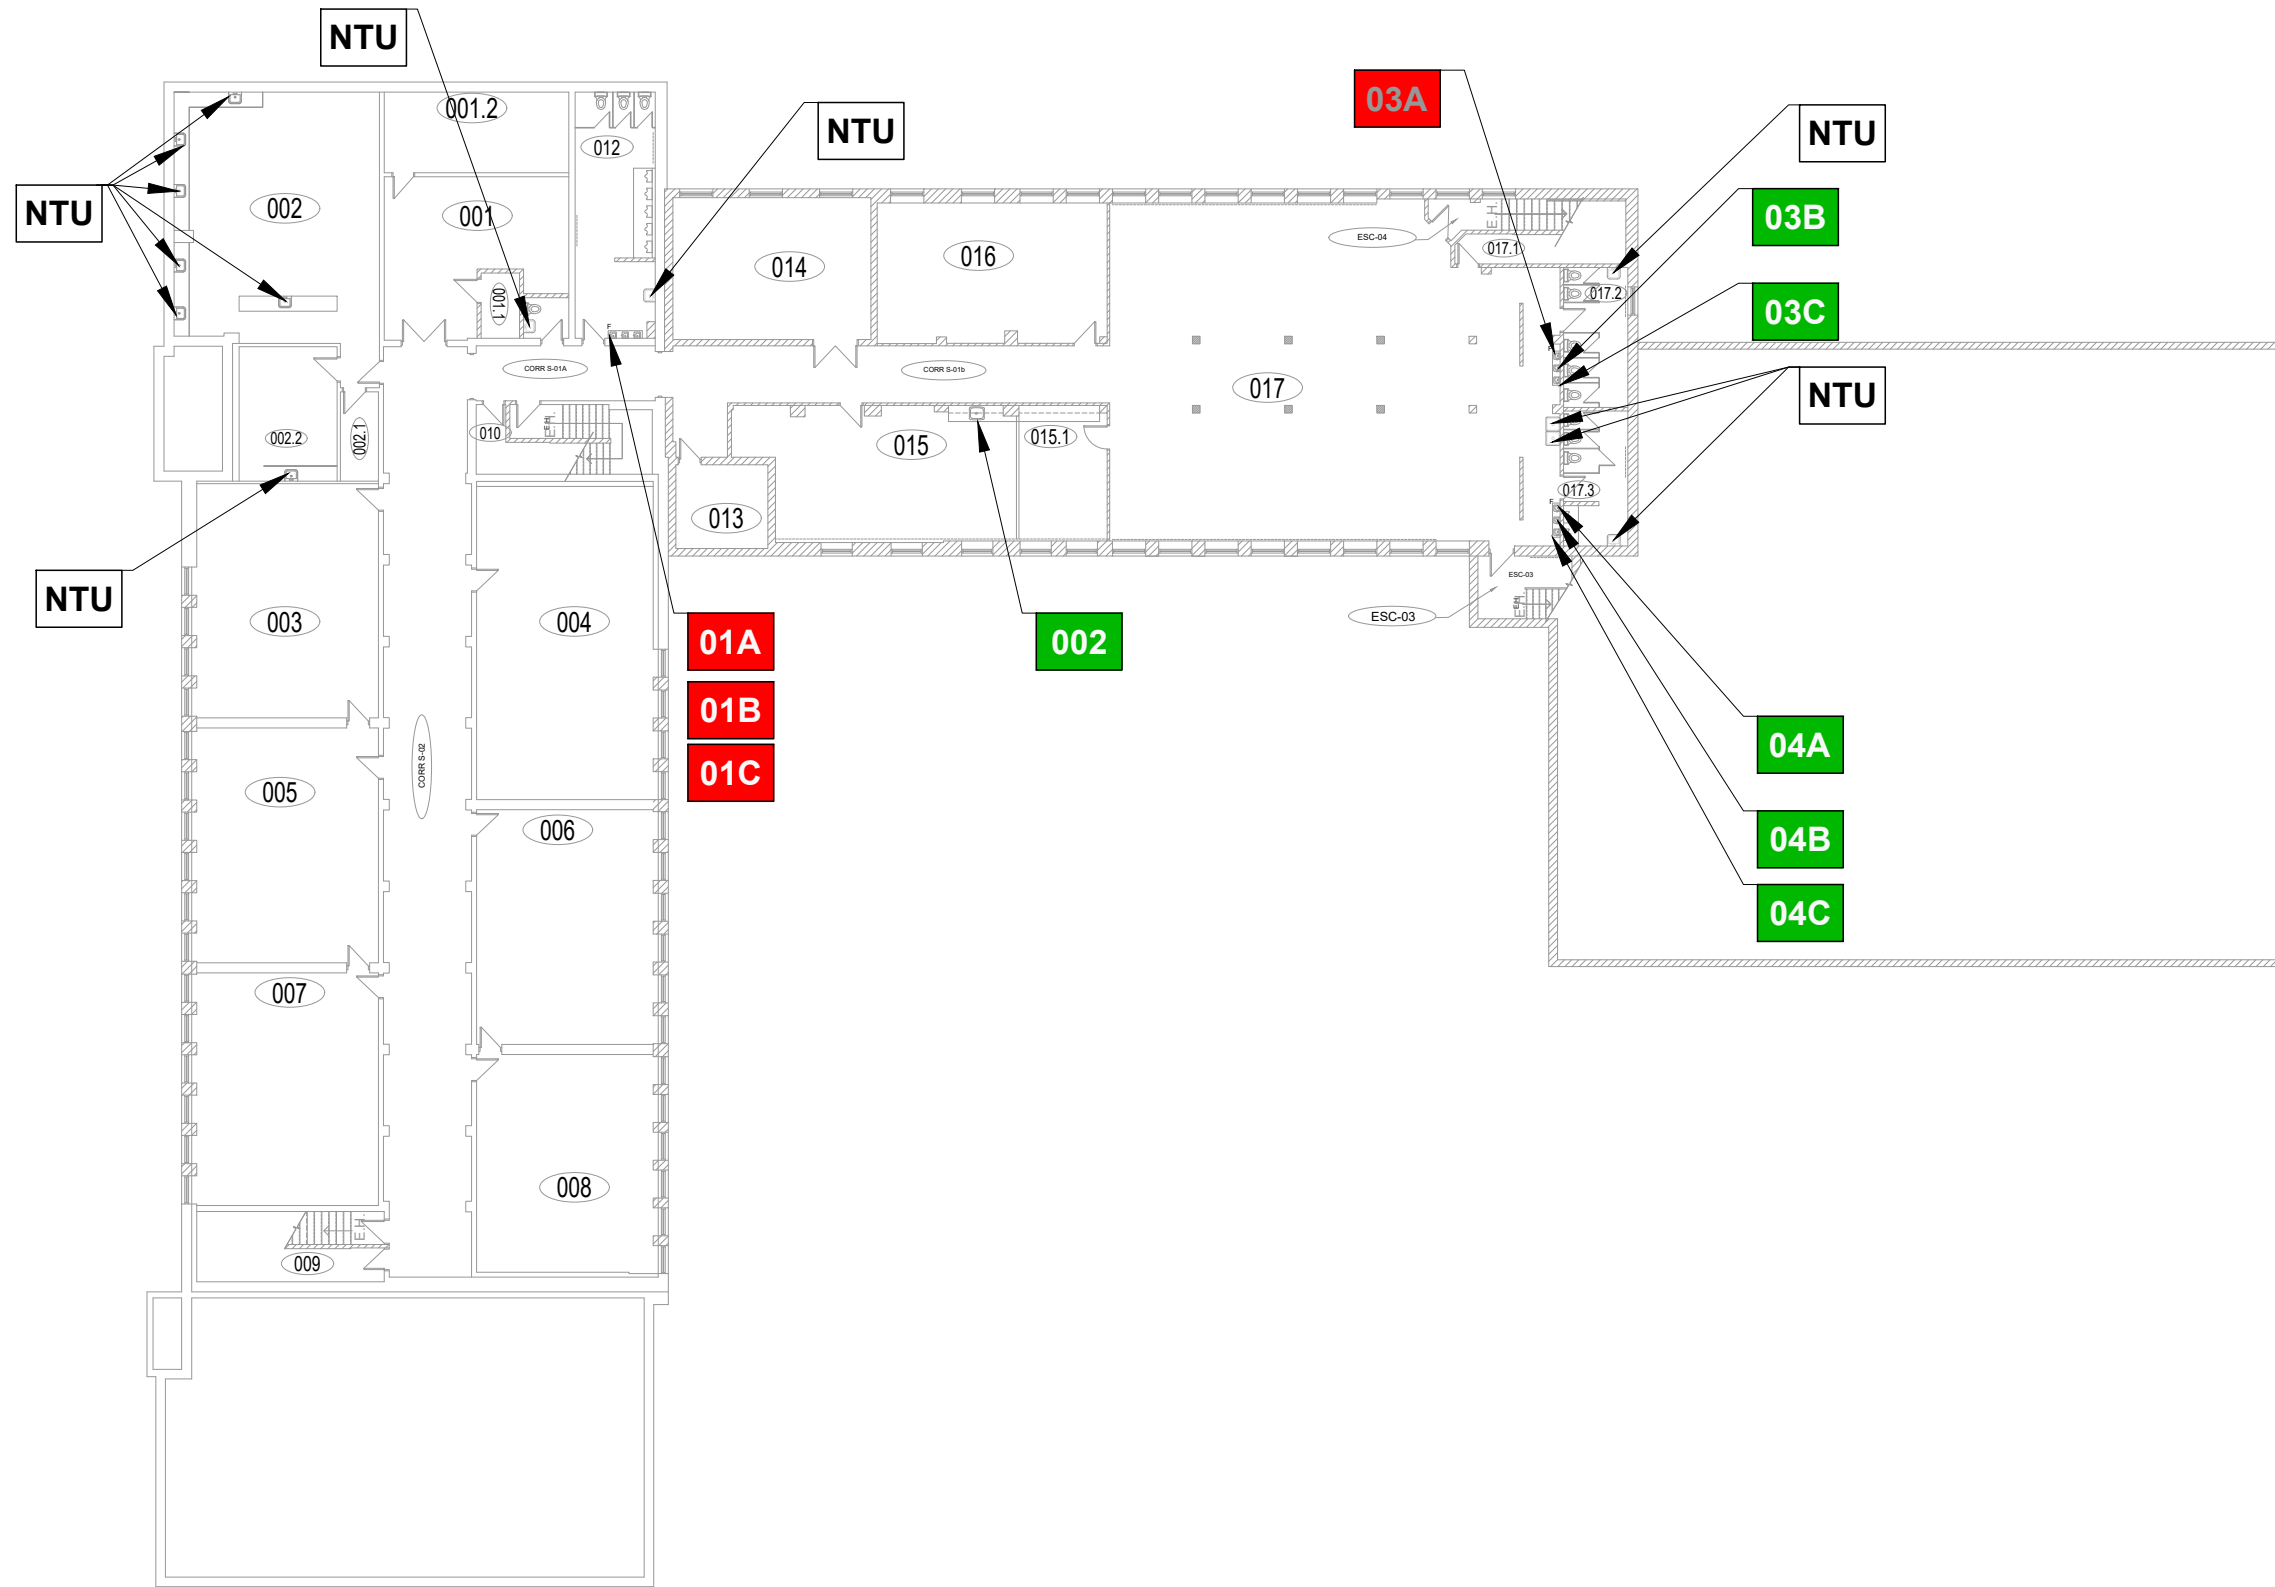 NTU
03A
001.2
NTU
NTU
012
002
NTU
001
03B
ESC-04
E.H.
017.1
014
016
001.1
017.2
03C
F
F
CORR S-01A
CORR S-01b
017
NTU
E.H.
E.H.
010
002.2
002.1
015
015.1
017.3
F
013
NTU
ESC-03
E.H.
E.H.
ESC-03
003
004
01A
002
01B
04A
CORR S-02
01C
005
006
04B
04C
007
008
E.H.
009